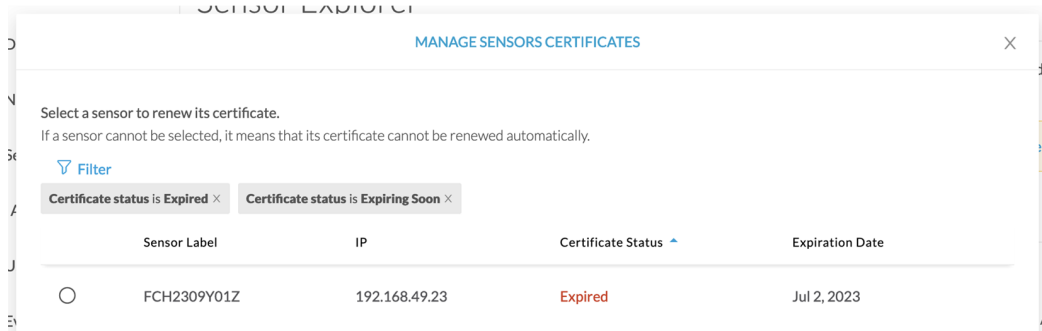 Sensor Explorer
MANAGE SENSORS CERTIFICATES
Select a sensor to renew its certificate.
If a sensor cannot be selected, it means that its certificate cannot be renewed automatically.
Filter
Certificate status is Expired × Certificate status is Expiring Soon ×
Sensor Label IP Certificate Status Expiration Date
FCH2309Y01Z 192.168.49.23 Expired Jul 2, 2023